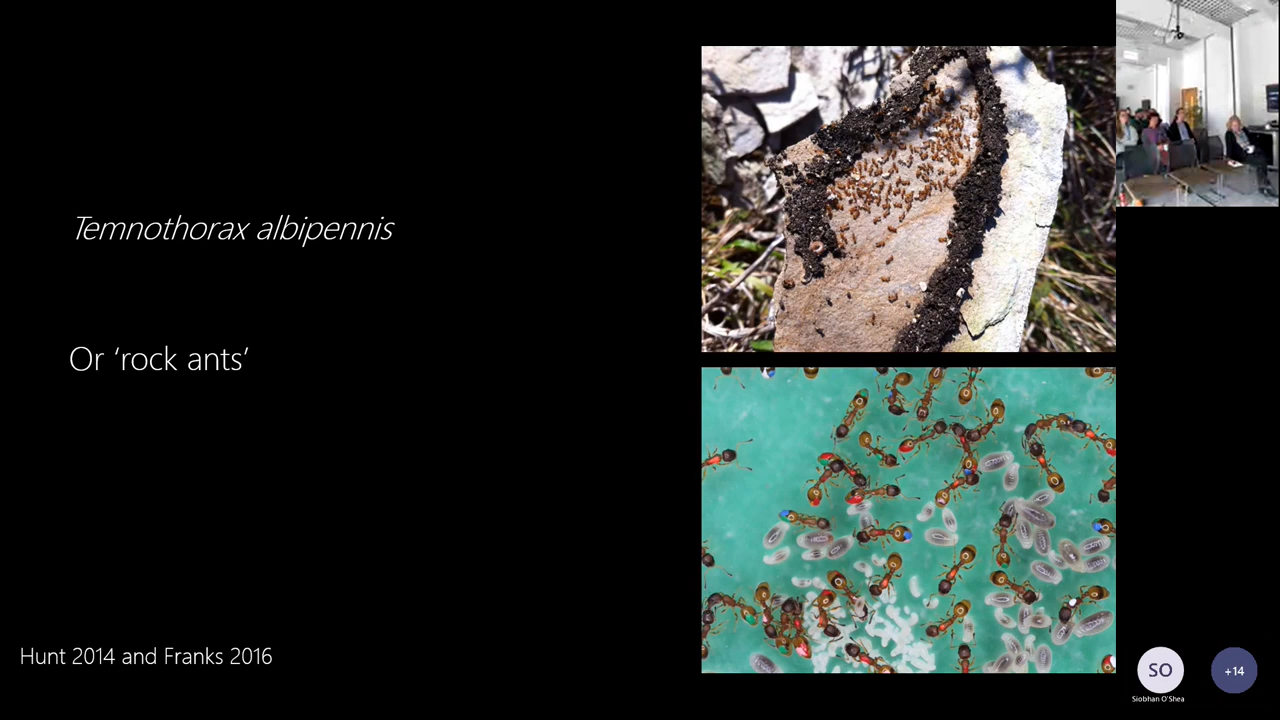 Temnothorax albipennis
Or ‘rock ants’
Hunt 2014 and Franks 2016
SO
+14
Siobhan O'Shea